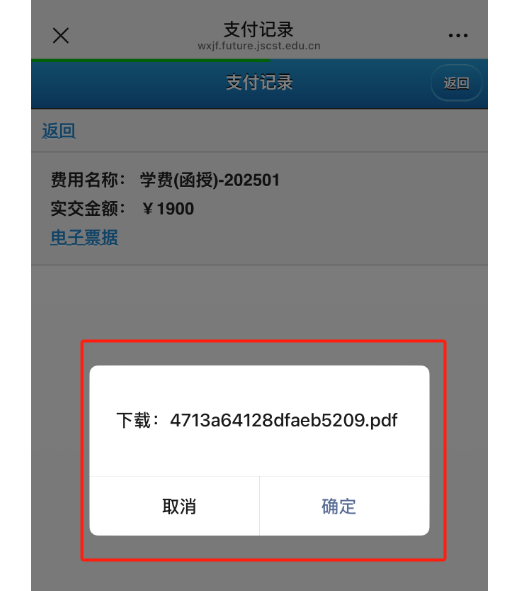 支付记录
wxjf.future.jscst.edu.cn
支付记录
返回
返回
费用名称： 学费(函授)-202501
实交金额： ￥1900
电子票据
下载：4713a64128dfaeb5209.pdf
取消
确定